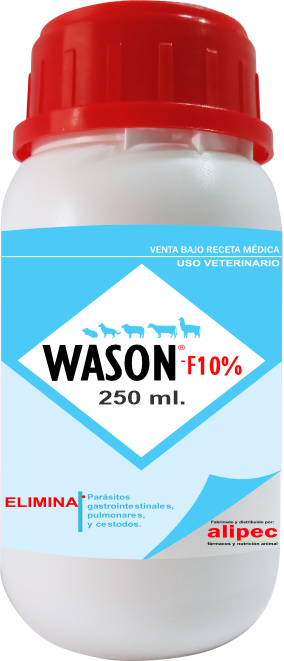 VENTA BAJO RECETA MÉDICA
USO VETERINARIO
WASON®-F10%
250 ml.
ELIMINA
Parásitos
gastrointestinales,
pulmonares,
y cestodos.
Fabricado y distribuido por:
alipec
fármacos y nutrición animal